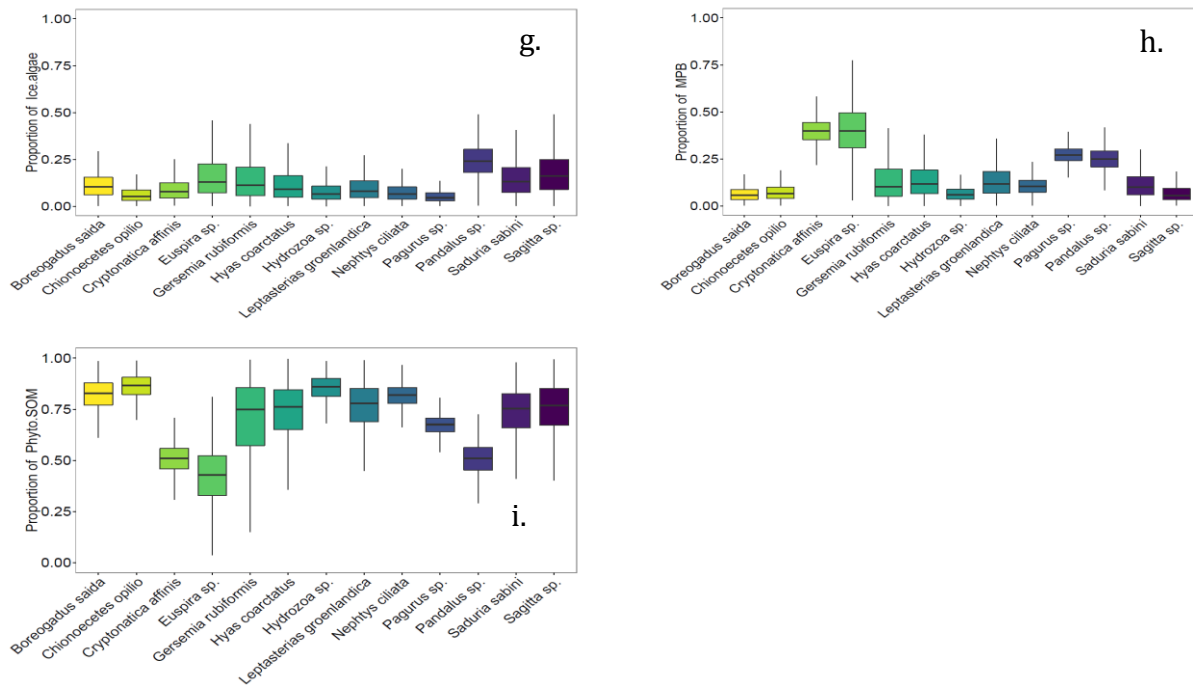 g.
Proportion of Ice.algae
1.00
0.75
0.50
0.25
0.00
Boreogadus saida
Chionoecetes opilio
Cryptonatica affinis
Euspira sp.
Gersemia rubiformis
Hyas coarctatus
Hydrozoa sp.
Leptasterias groenlandica
Nephtys ciliata
Pagurus sp.
Pandalus sp.
Saduria sabini
Sagitta sp.
h.
Proportion of MPB
1.00
0.75
0.50
0.25
0.00
Boreogadus saida
Chionoecetes opilio
Cryptonatica affinis
Euspira sp.
Gersemia rubiformis
Hyas coarctatus
Hydrozoa sp.
Leptasterias groenlandica
Nephtys ciliata
Pagurus sp.
Pandalus sp.
Saduria sabini
Sagitta sp.
i.
Proportion of Phyto.SOM
1.00
0.75
0.50
0.25
0.00
Boreogadus saida
Chionoecetes opilio
Cryptonatica affinis
Euspira sp.
Gersemia rubiformis
Hyas coarctatus
Hydrozoa sp.
Leptasterias groenlandica
Nephtys ciliata
Pagurus sp.
Pandalus sp.
Saduria sabini
Sagitta sp.